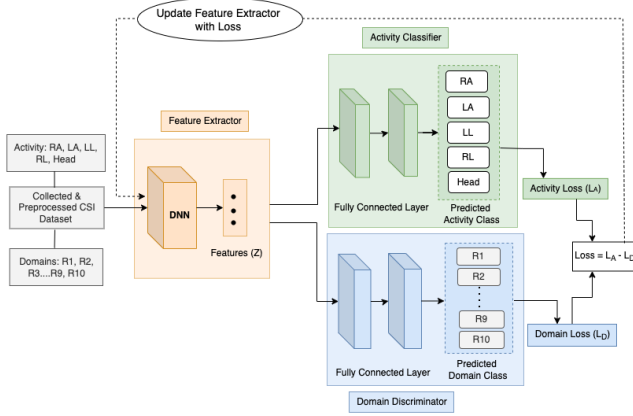 Update Feature Extractor
with Loss
Activity Classifier
RA
LA
LL
RL
Head
Fully Connected Layer
Predicted
Activity Class
Feature Extractor
DNN
Features (Z)
Activity: RA, LA, LL,
RL, Head
Collected &
Preprocessed CSI
Dataset
Domains: R1, R2,
R3....R9, R10
Activity Loss (LA)
Loss = LA - LD
Domain Loss (LD)
R1
R2
R9
R10
Fully Connected Layer
Predicted
Domain Class
Domain Discriminator